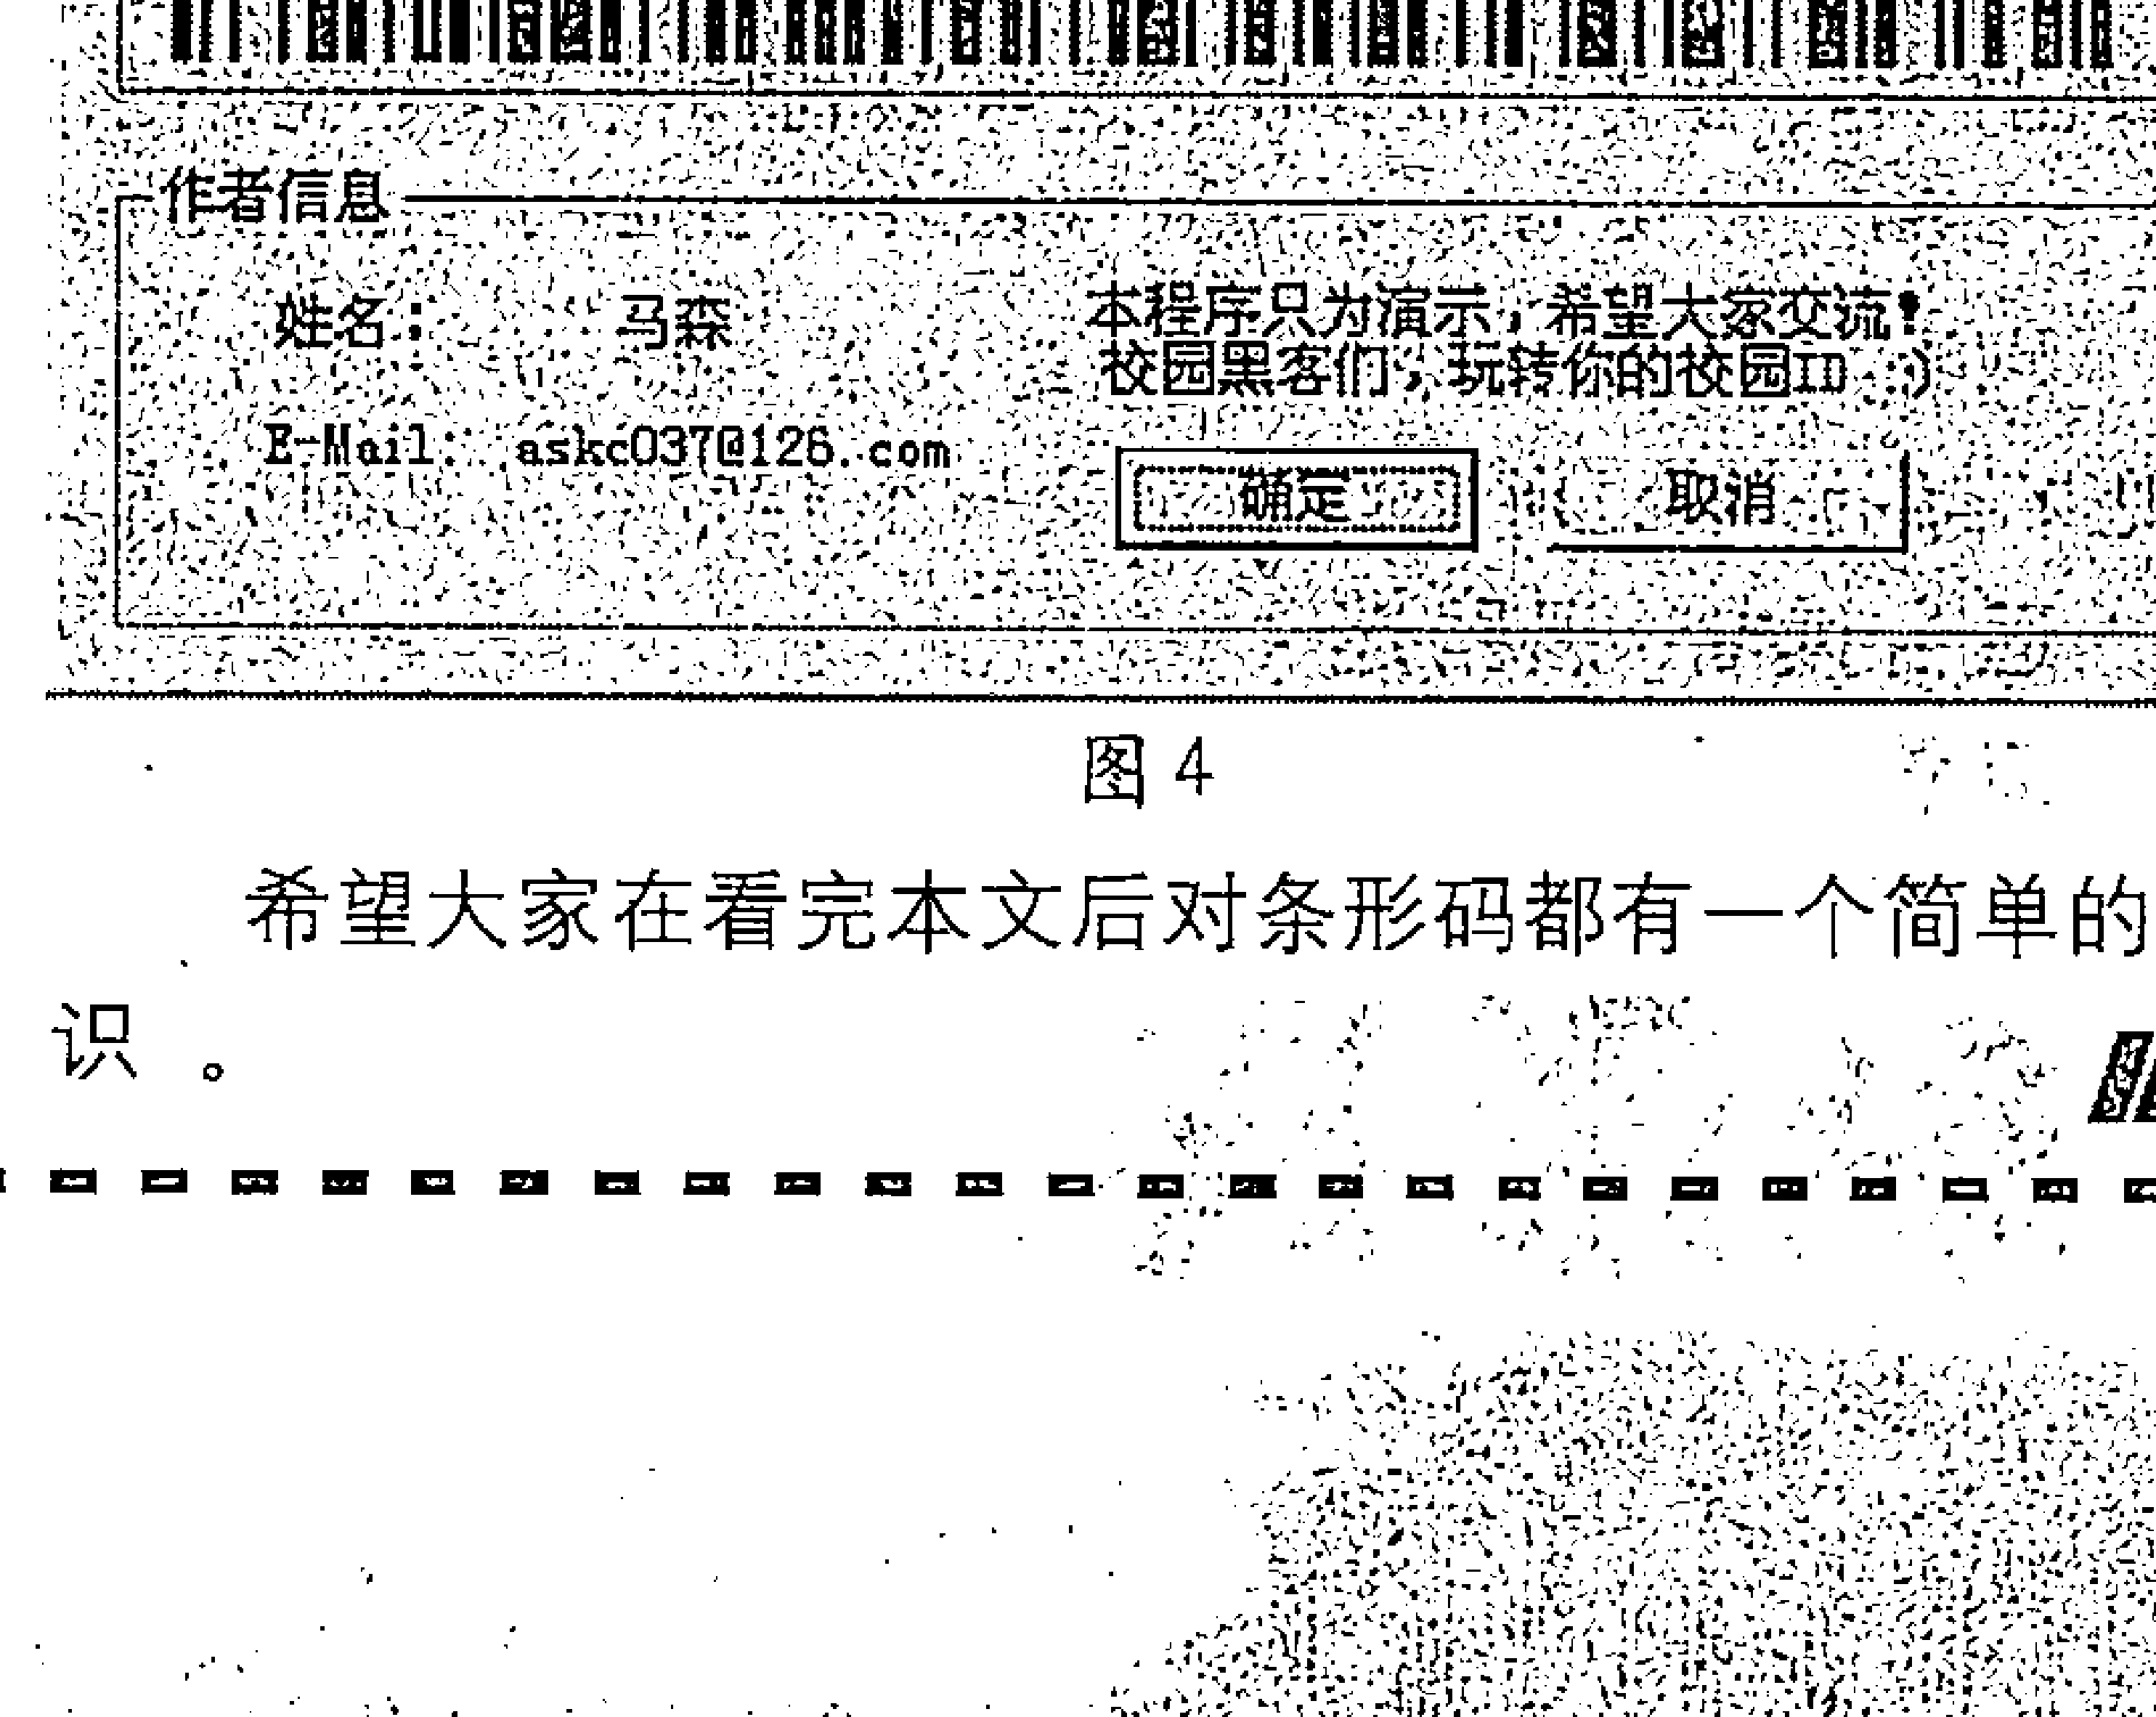 作者信息
姓名： 马森
本程序只为演示，希望大家交流！
校园黑客们，玩转你的校园ID :)
E-Mail: askc037@126.com
确定 取消
图 4
希望大家在看完本文后对条形码都有一个简单的
识 。